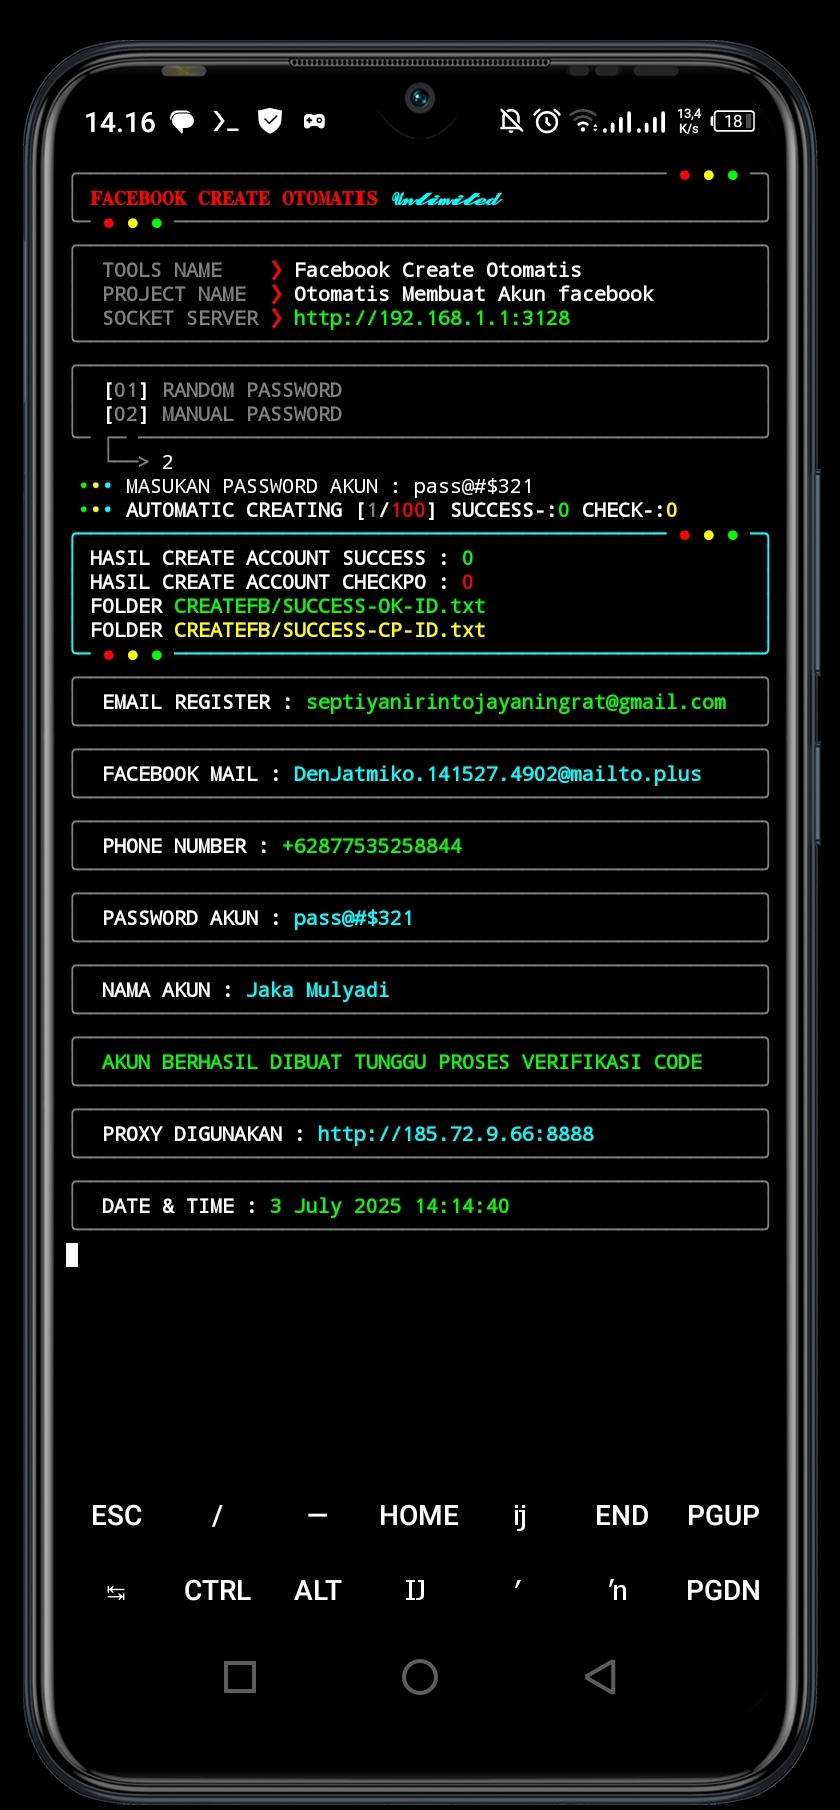 14.16
13,4 K/s
18
FACEBOOK CREATE OTOMATIS Unlimited
TOOLS NAME ❯ Facebook Create Otomatis
PROJECT NAME ❯ Otomatis Membuat Akun facebook
SOCKET SERVER ❯ http://192.168.1.1:3128
[01] RANDOM PASSWORD
[02] MANUAL PASSWORD
└──> 2
••• MASUKAN PASSWORD AKUN : pass@#$321
••• AUTOMATIC CREATING [1/100] SUCCESS-:0 CHECK-:0
HASIL CREATE ACCOUNT SUCCESS : 0
HASIL CREATE ACCOUNT CHECKPO : 0
FOLDER CREATEFB/SUCCESS-OK-ID.txt
FOLDER CREATEFB/SUCCESS-CP-ID.txt
EMAIL REGISTER : septiyanirintojayaningrat@gmail.com
FACEBOOK MAIL : DenJatmiko.141527.4902@mailto.plus
PHONE NUMBER : +62877535258844
PASSWORD AKUN : pass@#$321
NAMA AKUN : Jaka Mulyadi
AKUN BERHASIL DIBUAT TUNGGU PROSES VERIFIKASI CODE
PROXY DIGUNAKAN : http://185.72.9.66:8888
DATE & TIME : 3 July 2025 14:14:40
ESC / — HOME ĳ END PGUP
↹ CTRL ALT Ĳ ′ ŉ PGDN